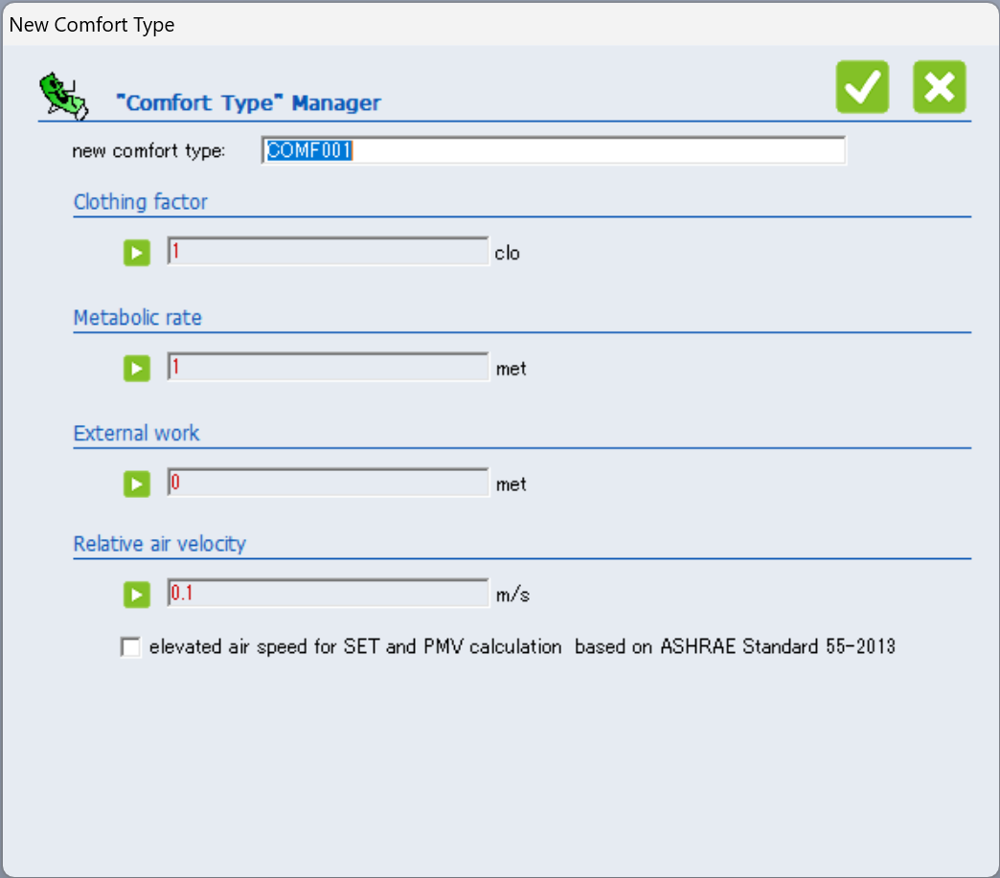 New Comfort Type
"Comfort Type" Manager
new comfort type: COMF001
Clothing factor
1 clo
Metabolic rate
1 met
External work
0 met
Relative air velocity
0.1 m/s
elevated air speed for SET and PMV calculation based on ASHRAE Standard 55-2013